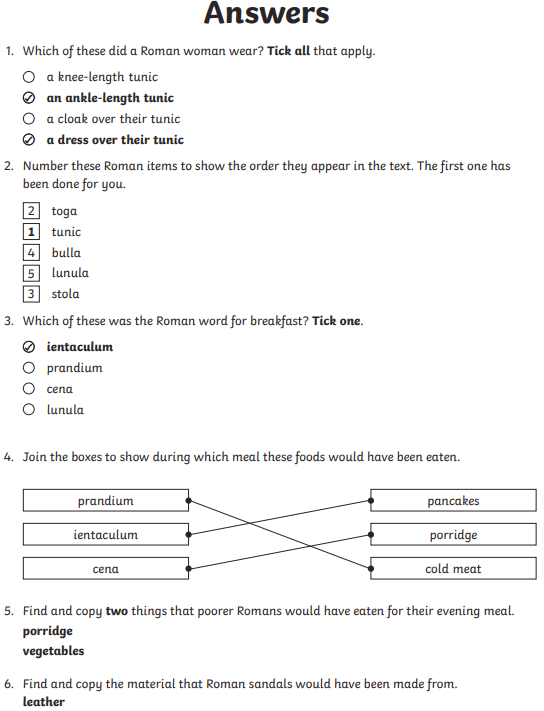 Answers
1. Which of these did a Roman woman wear? Tick all that apply.
a knee-length tunic
an ankle-length tunic
a cloak over their tunic
a dress over their tunic
2. Number these Roman items to show the order they appear in the text. The first one has
been done for you.
2 toga
1 tunic
4 bulla
5 lunula
3 stola
3. Which of these was the Roman word for breakfast? Tick one.
ientaculum
prandium
cena
lunula
4. Join the boxes to show during which meal these foods would have been eaten.
prandium pancakes
ientaculum porridge
cena cold meat
5. Find and copy two things that poorer Romans would have eaten for their evening meal.
porridge
vegetables
6. Find and copy the material that Roman sandals would have been made from.
leather